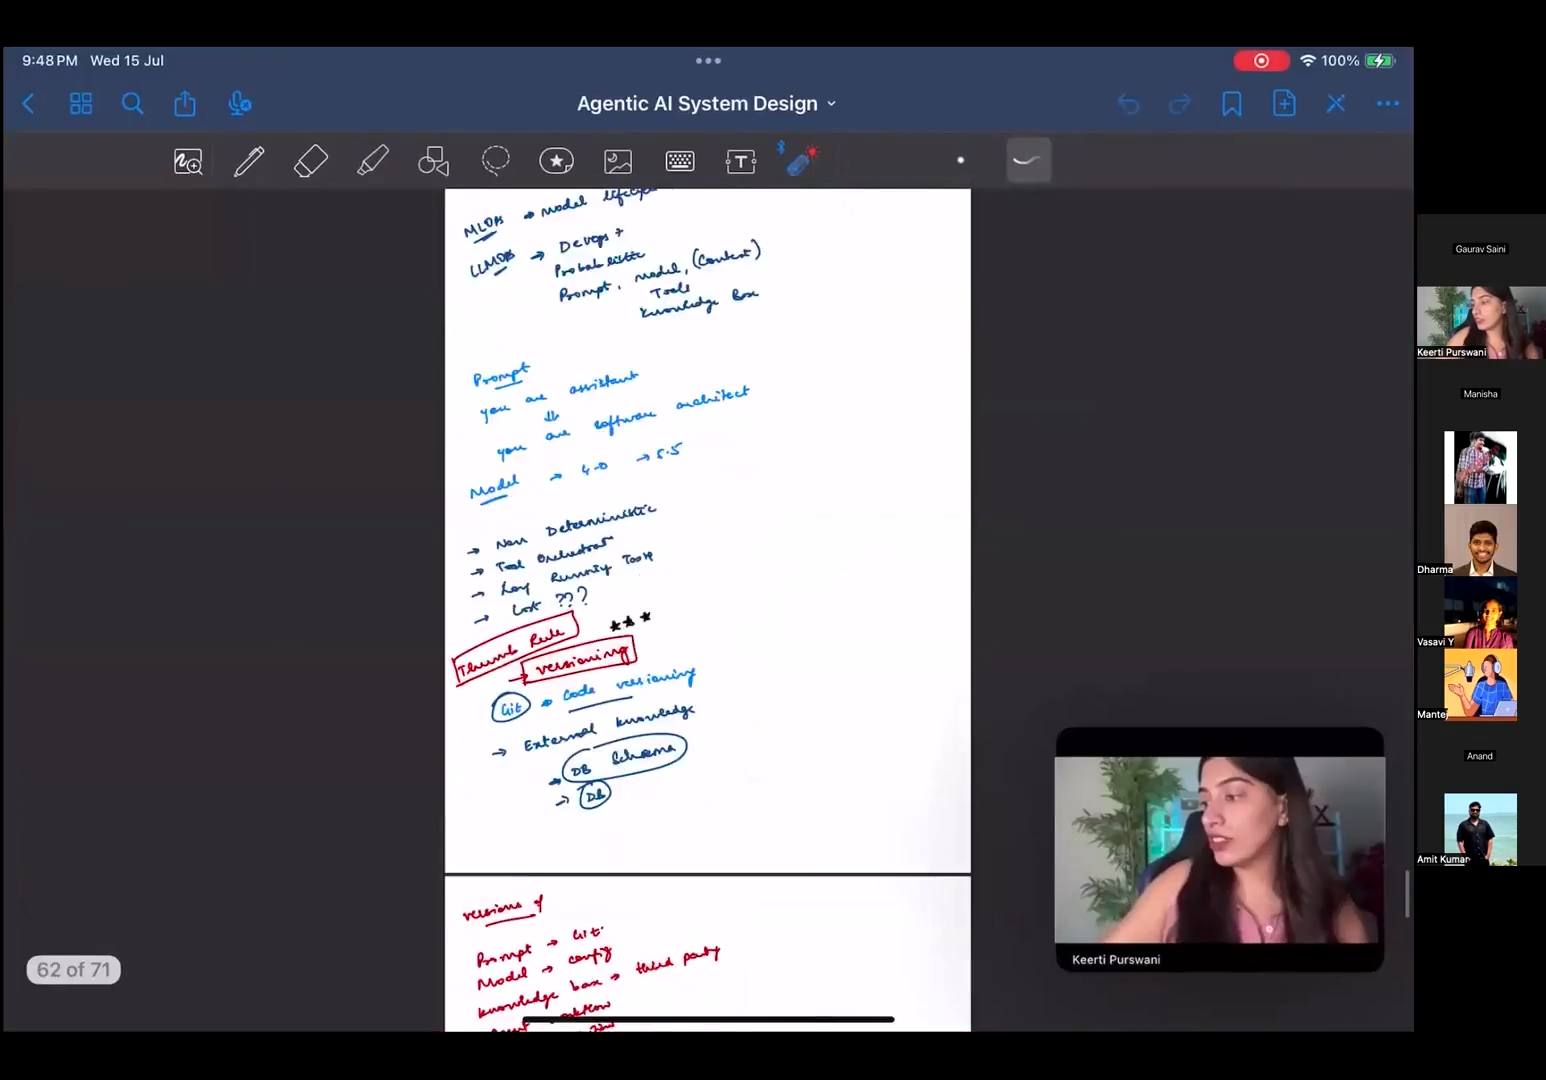 9:48 PM Wed 15 Jul
100%
Agentic AI System Design
MLOPs → Model lifecycle
LLMOPs → Devops +
Probabilistic
Prompt, Model, (Context)
Tools
Knowledge Base
Prompt
you are assistant
you are software architect
Model → 4.0 → 5.5
→ Non Deterministic
→ Tool Orchestrat
→ Long Running Tools
→ Cost ???
Thumb Rule
→ versioning
Git → Code versioning
→ External knowledge
→ DB Schema
→ DB
versions of
Prompt → Git
Model → config
knowledge base → third party
62 of 71
Keerti Purswani
Gaurav Saini
Keerti Purswani
Manisha
Dharma
Vasavi Y
Mantej
Anand
Amit Kumar